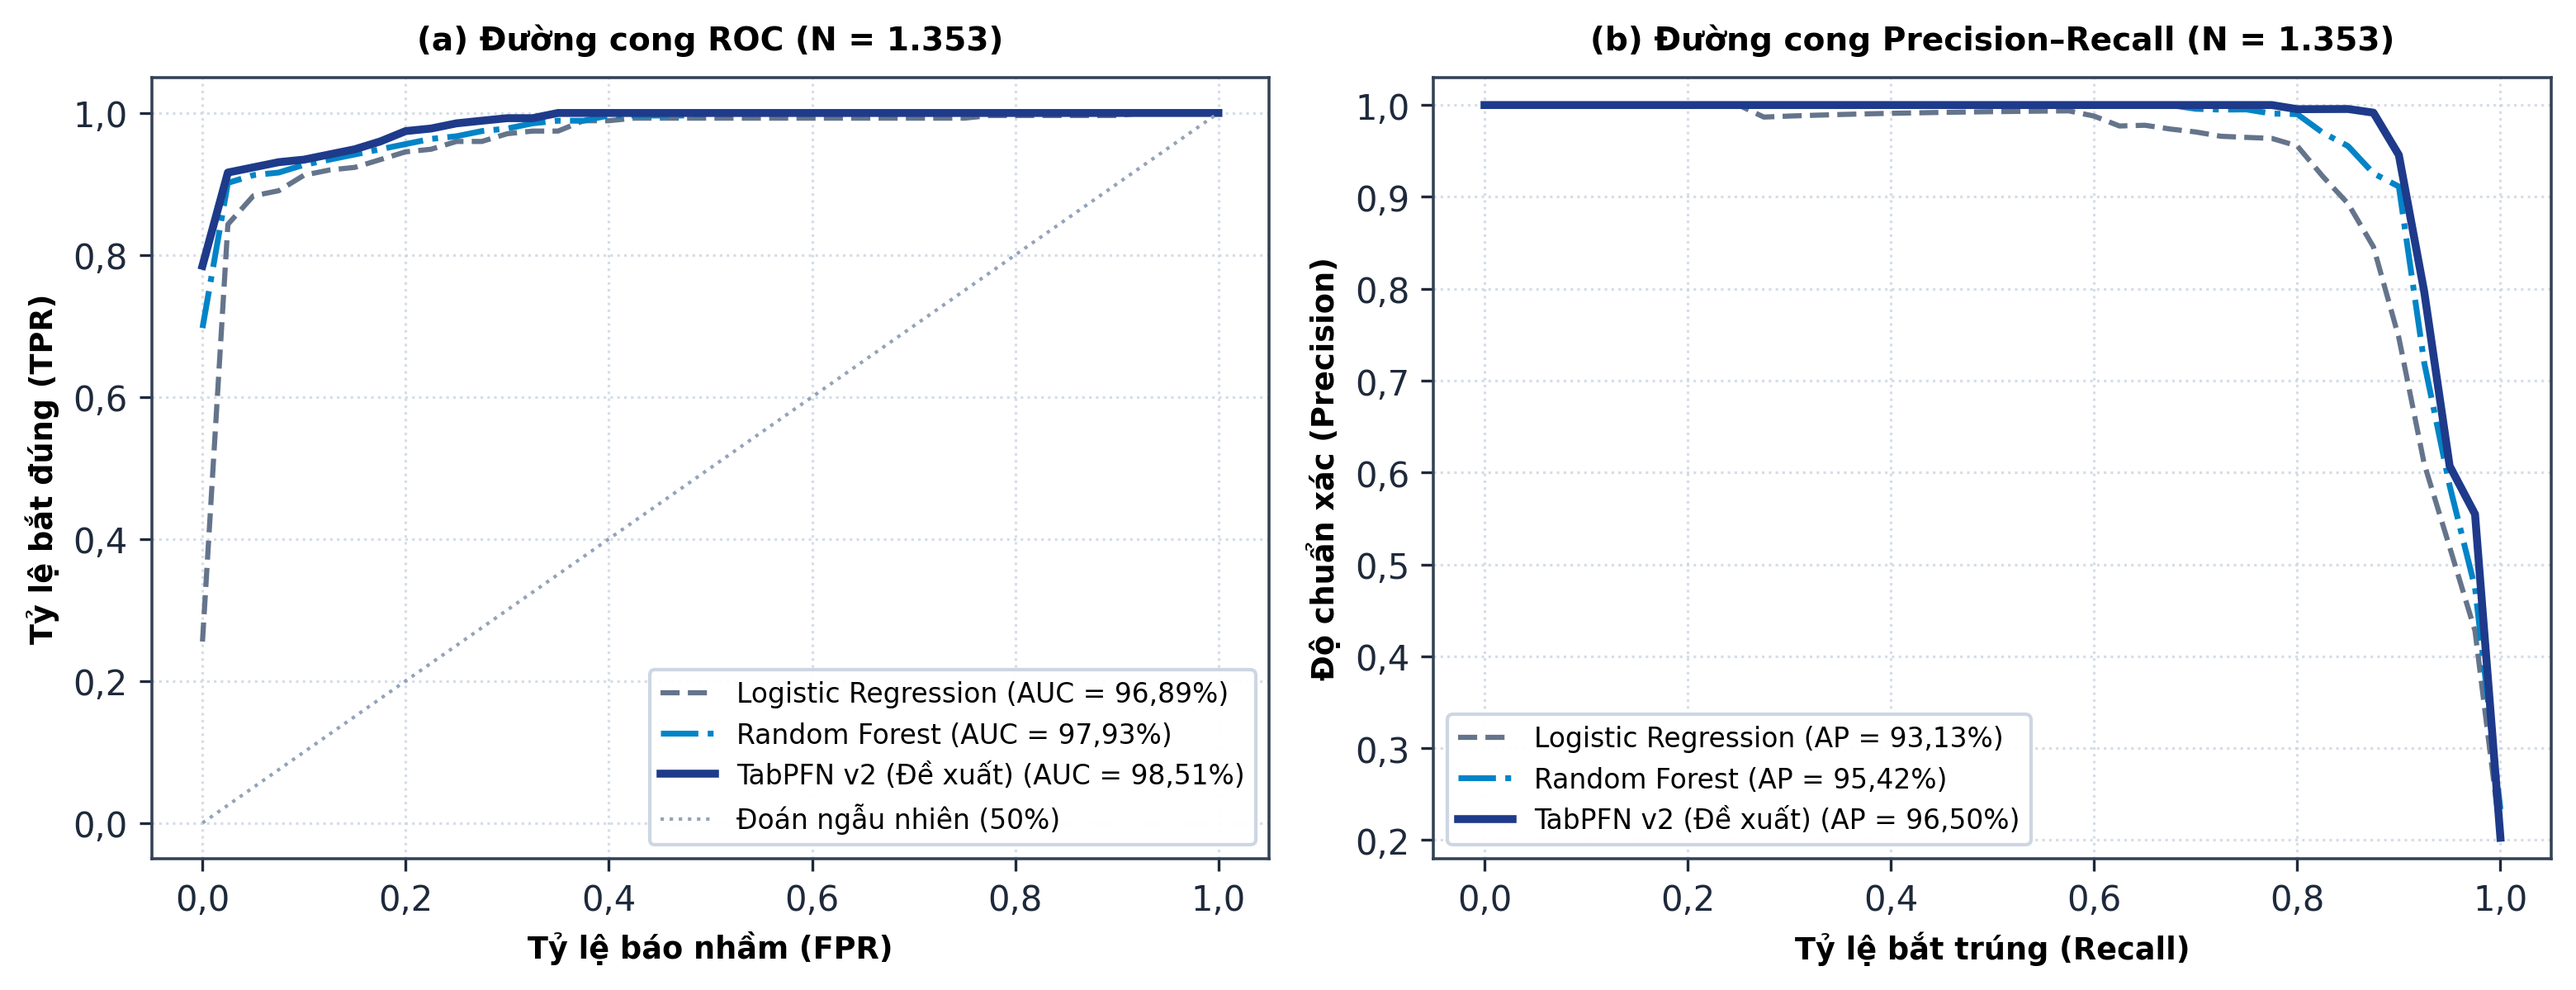 (a) Đường cong ROC (N = 1.353)
Tỷ lệ bắt đúng (TPR)
1,0
0,8
0,6
0,4
0,2
0,0
Logistic Regression (AUC = 96,89%)
Random Forest (AUC = 97,93%)
TabPFN v2 (Đề xuất) (AUC = 98,51%)
Đoán ngẫu nhiên (50%)
0,0 0,2 0,4 0,6 0,8 1,0
Tỷ lệ báo nhầm (FPR)
(b) Đường cong Precision–Recall (N = 1.353)
Độ chuẩn xác (Precision)
1,0
0,9
0,8
0,7
0,6
0,5
0,4
0,3
0,2
Logistic Regression (AP = 93,13%)
Random Forest (AP = 95,42%)
TabPFN v2 (Đề xuất) (AP = 96,50%)
0,0 0,2 0,4 0,6 0,8 1,0
Tỷ lệ bắt trúng (Recall)